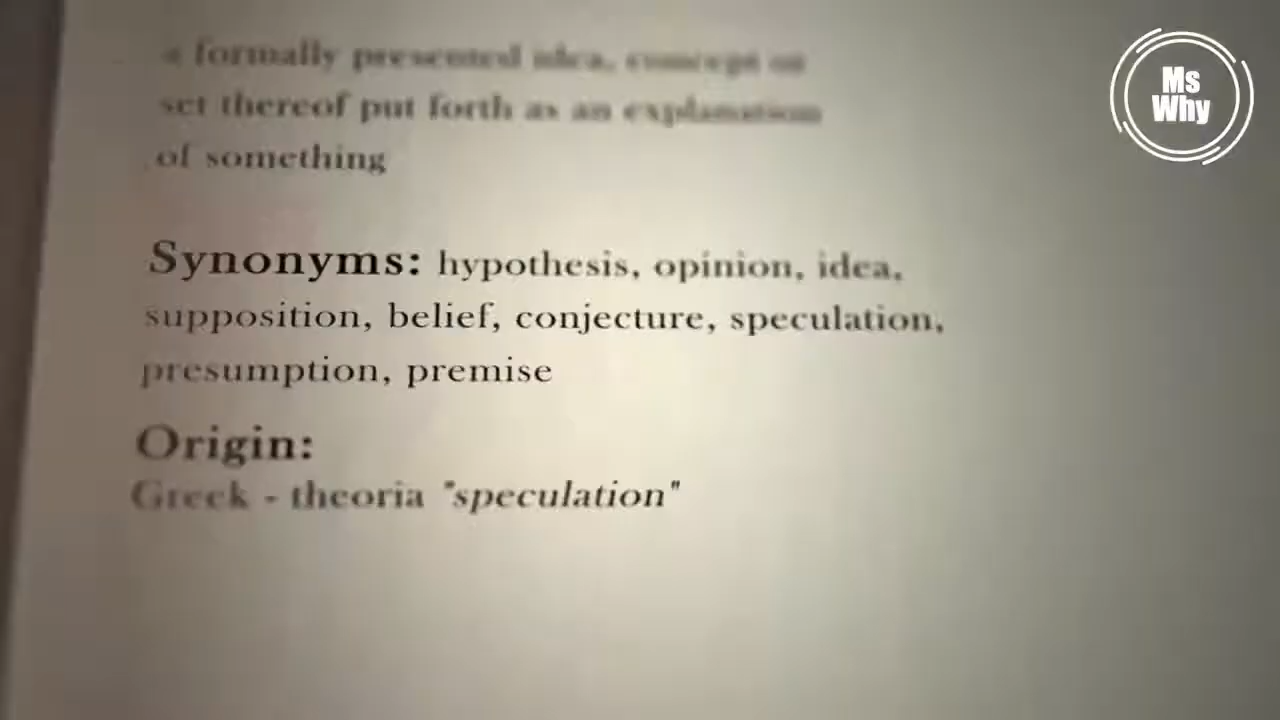 a formally presented idea, concept or
set thereof put forth as an explanation
of something
Synonyms: hypothesis, opinion, idea,
supposition, belief, conjecture, speculation,
presumption, premise
Origin:
Greek - theoria "speculation"
Ms
Why